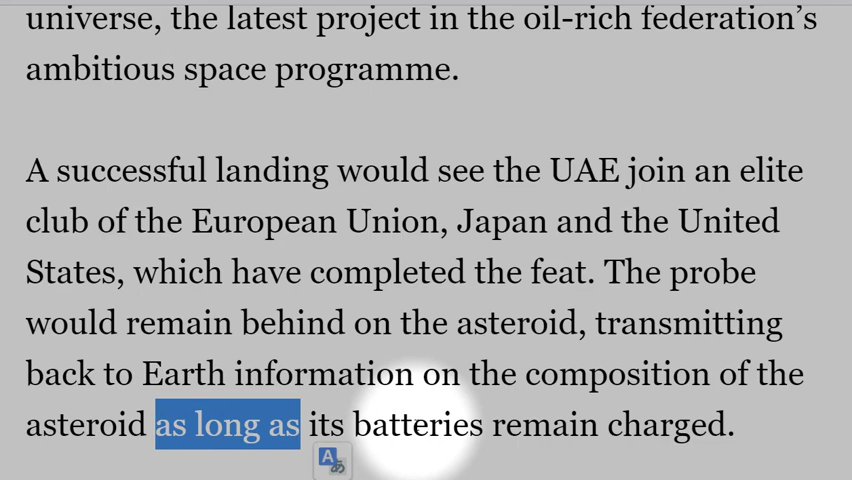 universe, the latest project in the oil-rich federation’s
ambitious space programme.
A successful landing would see the UAE join an elite
club of the European Union, Japan and the United
States, which have completed the feat. The probe
would remain behind on the asteroid, transmitting
back to Earth information on the composition of the
asteroid as long as its batteries remain charged.
Aあ